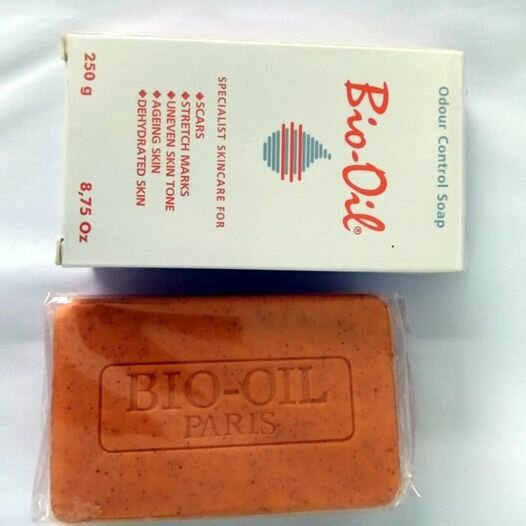 Odour Control Soap
Bio-Oil®
SPECIALIST SKINCARE FOR
◆SCARS
◆STRETCH MARKS
◆UNEVEN SKIN TONE
◆AGEING SKIN
◆DEHYDRATED SKIN
250 g
8,75 Oz
BIO-OIL
PARIS